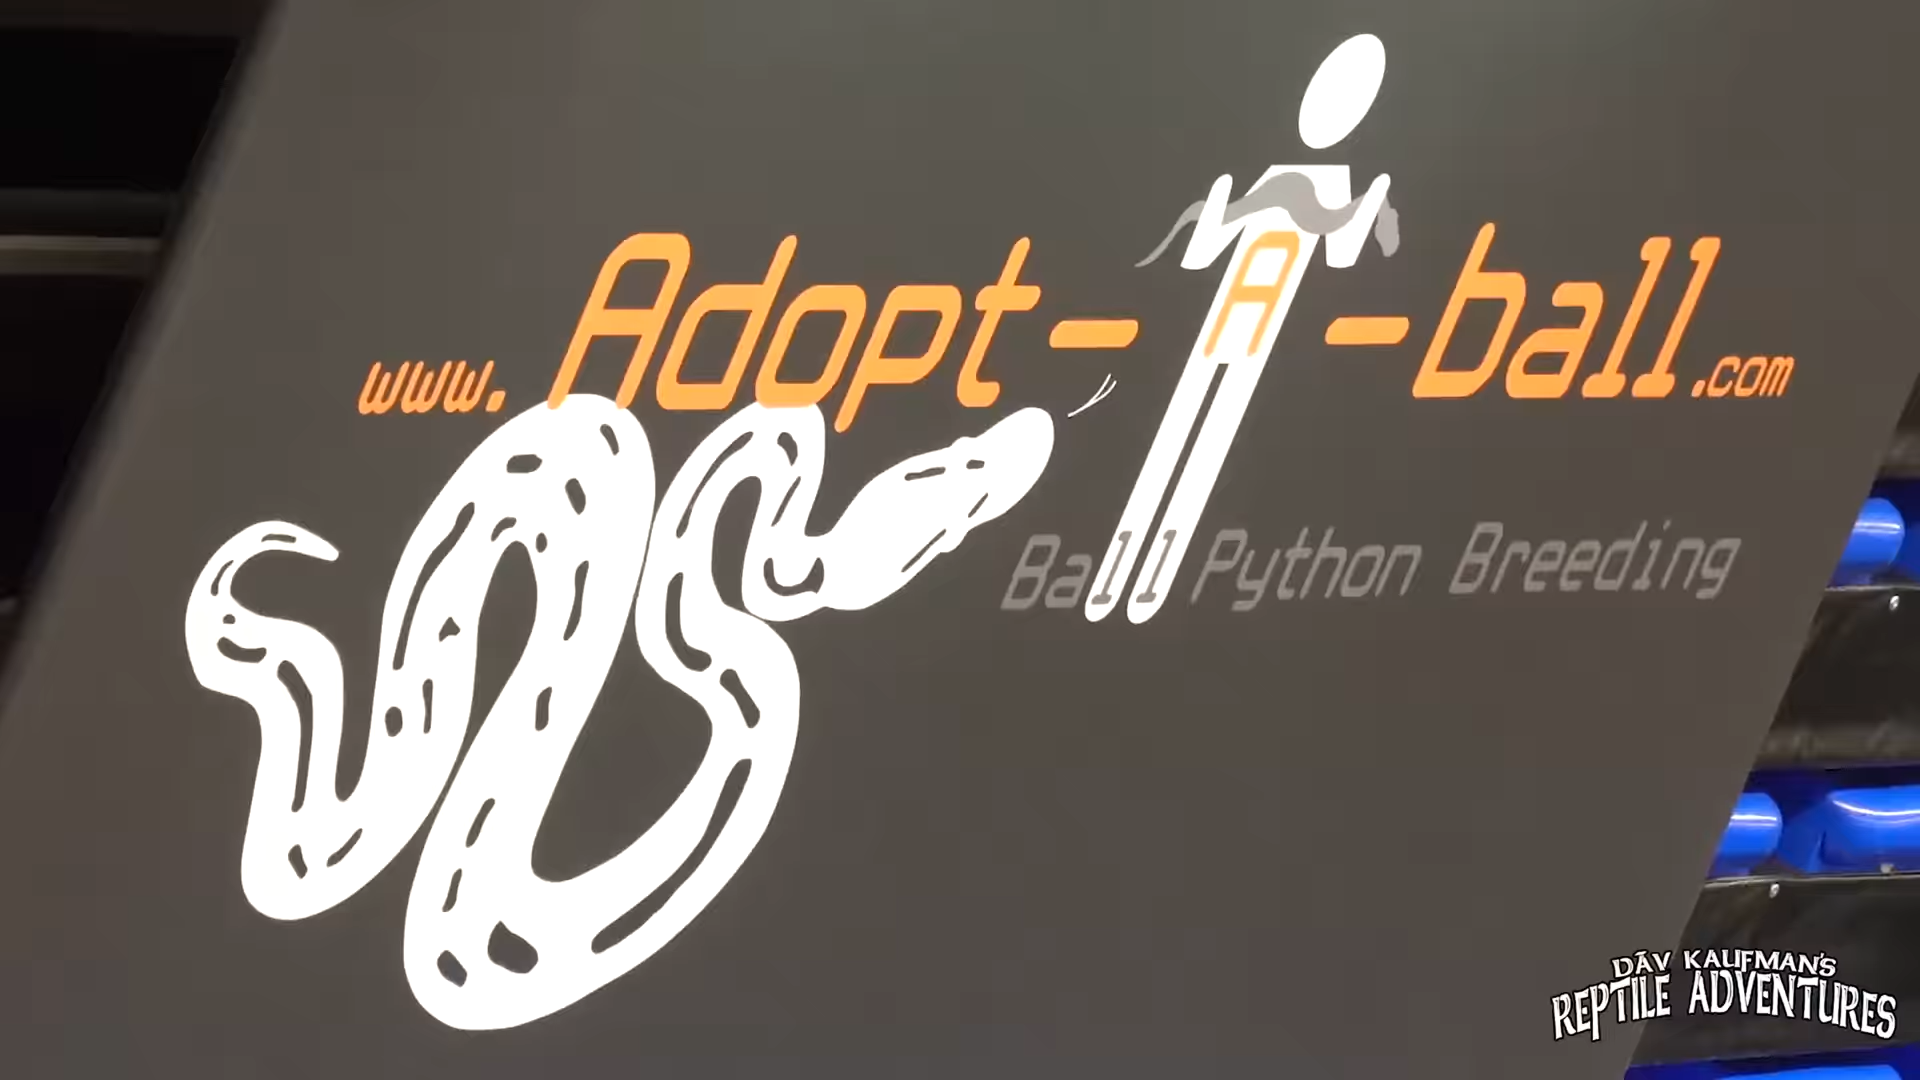 www.Adopt-A-ball.com
Ball Python Breeding
DĀV KAUFMAN'S
REPTILE ADVENTURES